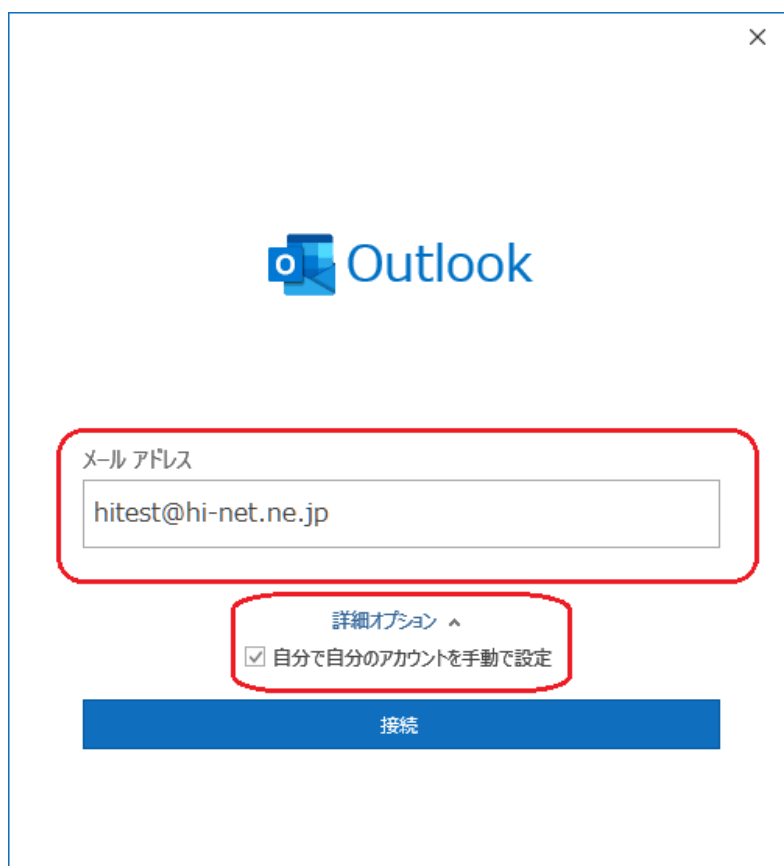 Outlook
メール アドレス
hitest@hi-net.ne.jp
詳細オプション
自分で自分のアカウントを手動で設定
接続